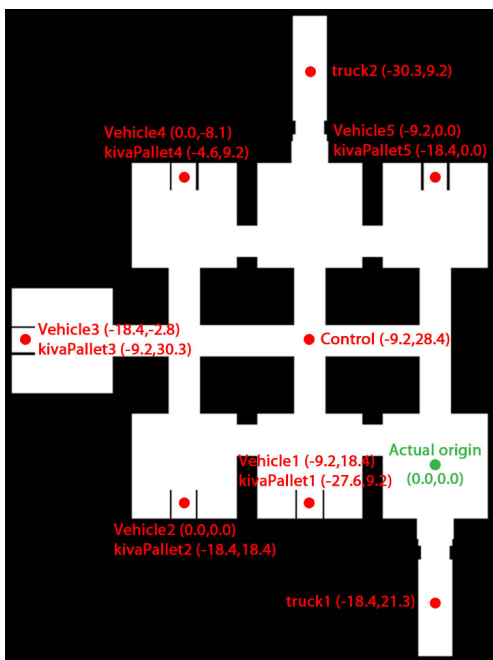 truck2 (-30.3,9.2)
Vehicle4 (0.0,-8.1)
kivaPallet4 (-4.6,9.2)
Vehicle5 (-9.2,0.0)
kivaPallet5 (-18.4,0.0)
Vehicle3 (-18.4,-2.8)
kivaPallet3 (-9.2,30.3)
Control (-9.2,28.4)
Actual origin
(0.0,0.0)
Vehicle1 (-9.2,18.4)
kivaPallet1 (-27.6,9.2)
Vehicle2 (0.0,0.0)
kivaPallet2 (-18.4,18.4)
truck1 (-18.4,21.3)